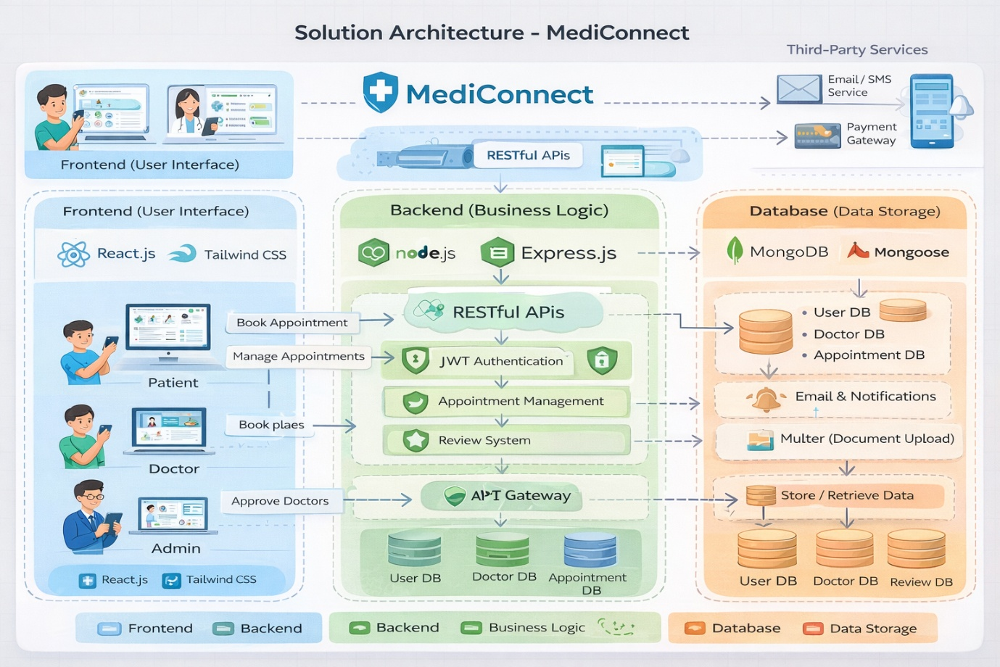 Solution Architecture - MediConnect
Third-Party Services
MediConnect
Email / SMS
Service
Payment
Gateway
RESTful APis
Frontend (User Interface)
Frontend (User Interface)
React.js
Tailwind CSS
Book Appointment
Manage Appointments
Patient
Book plaes
Doctor
Approve Doctors
Admin
React.js
Tailwind CSS
Backend (Business Logic)
node.js
Express.js
RESTful APis
JWT Authentication
Appointment Management
Review System
Gateway
User DB
Doctor DB
Appointment
DB
Database (Data Storage)
MongoDB
Mongoose
• User DB
• Doctor DB
• Appointment DB
Email & Notifications
Multer (Document Upload)
Store / Retrieve Data
User DB
Doctor DB
Review DB
Frontend
Backend
Backend
Business Logic
Database
Data Storage